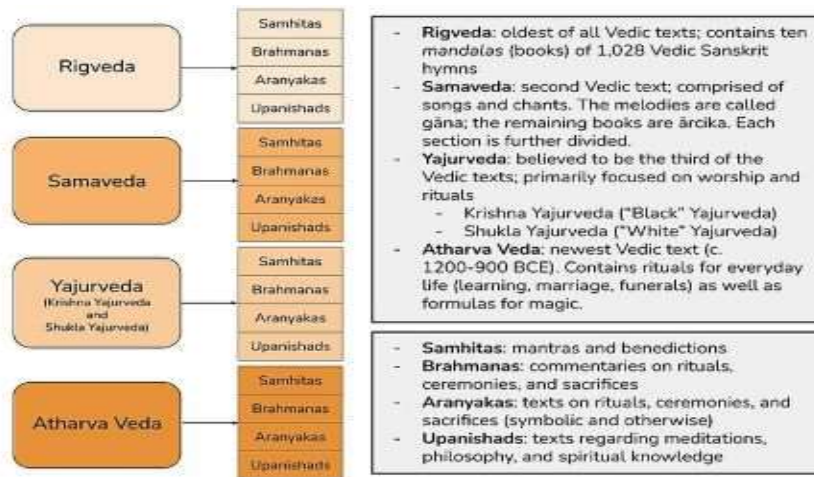 Rigveda
Samhitas
Brahmanas
Aranyakas
Upanishads
Samaveda
Samhitas
Brahmanas
Aranyakas
Upanishads
Yajurveda
(Krishna Yajurveda
and
Shukla Yajurveda)
Samhitas
Brahmanas
Aranyakas
Upanishads
Atharva Veda
Samhitas
Brahmanas
Aranyakas
Upanishads
- Rigveda: oldest of all Vedic texts; contains ten
mandalas (books) of 1,028 Vedic Sanskrit
hymns
- Samaveda: second Vedic text; comprised of
songs and chants. The melodies are called
gāna; the remaining books are ārcika. Each
section is further divided.
- Yajurveda: believed to be the third of the
Vedic texts; primarily focused on worship and
rituals
- Krishna Yajurveda ("Black" Yajurveda)
- Shukla Yajurveda ("White" Yajurveda)
- Atharva Veda: newest Vedic text (c.
1200-900 BCE). Contains rituals for everyday
life (learning, marriage, funerals) as well as
formulas for magic.
- Samhitas: mantras and benedictions
- Brahmanas: commentaries on rituals,
ceremonies, and sacrifices
- Aranyakas: texts on rituals, ceremonies, and
sacrifices (symbolic and otherwise)
- Upanishads: texts regarding meditations,
philosophy, and spiritual knowledge